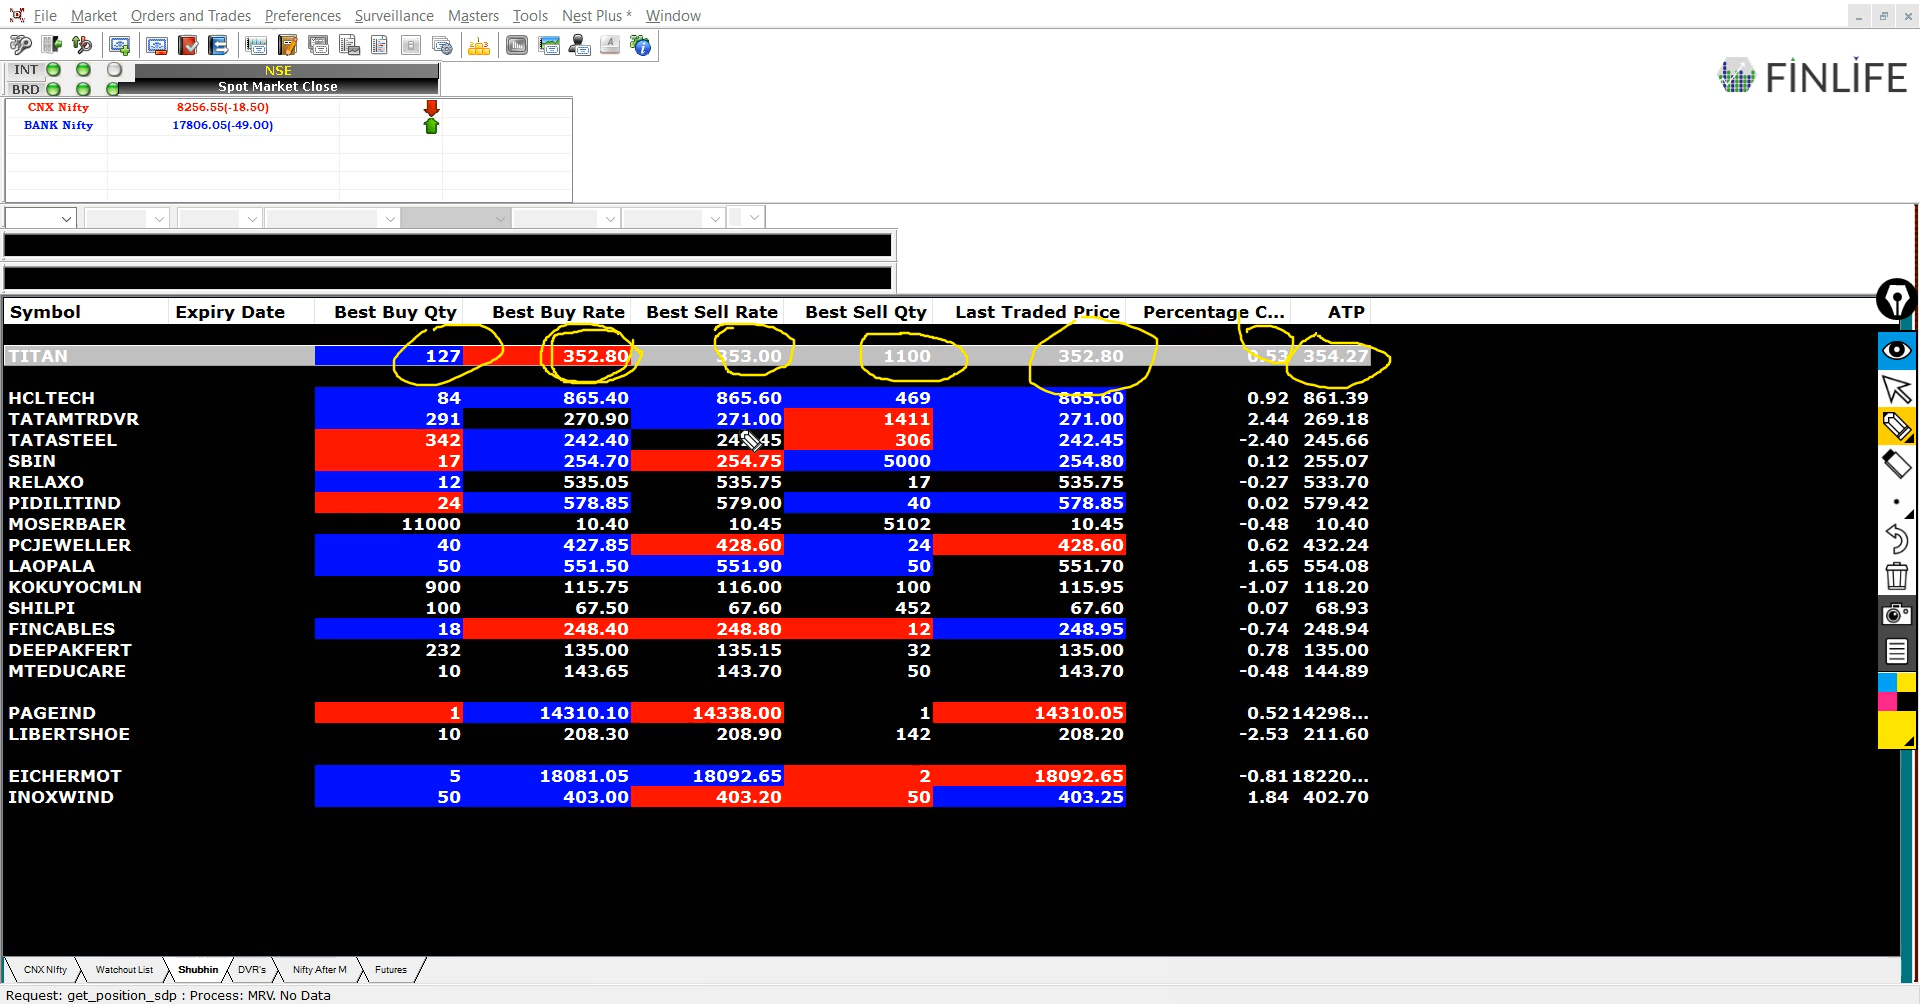 File Market Orders and Trades Preferences Surveillance Masters Tools Nest Plus * Window
INT NSE
BRD Spot Market Close
FINLIFE
CNX Nifty 8256.55(-18.50)
BANK Nifty 17806.05(-49.00)
Symbol Expiry Date Best Buy Qty Best Buy Rate Best Sell Rate Best Sell Qty Last Traded Price Percentage C... ATP
TITAN 127 352.80 353.00 1100 352.80 0.53 354.27
HCLTECH 84 865.40 865.60 469 865.60 0.92 861.39
TATAMTRDVR 291 270.90 271.00 1411 271.00 2.44 269.18
TATASTEEL 342 242.40 242.45 306 242.45 -2.40 245.66
SBIN 17 254.70 254.75 5000 254.80 0.12 255.07
RELAXO 12 535.05 535.75 17 535.75 -0.27 533.70
PIDILITIND 24 578.85 579.00 40 578.85 0.02 579.42
MOSERBAER 11000 10.40 10.45 5102 10.45 -0.48 10.40
PCJEWELLER 40 427.85 428.60 24 428.60 0.62 432.24
LAOPALA 50 551.50 551.90 50 551.70 1.65 554.08
KOKUYOCMLN 900 115.75 116.00 100 115.95 -1.07 118.20
SHILPI 100 67.50 67.60 452 67.60 0.07 68.93
FINCABLES 18 248.40 248.80 12 248.95 -0.74 248.94
DEEPAKFERT 232 135.00 135.15 32 135.00 0.78 135.00
MTEDUCARE 10 143.65 143.70 50 143.70 -0.48 144.89
PAGEIND 1 14310.10 14338.00 1 14310.05 0.52 14298...
LIBERTSHOE 10 208.30 208.90 142 208.20 -2.53 211.60
EICHERMOT 5 18081.05 18092.65 2 18092.65 -0.81 18220...
INOXWIND 50 403.00 403.20 50 403.25 1.84 402.70
CNX NIfty Watchout List Shubhin DVR's Nifty After M Futures
Request: get_position_sdp : Process: MRV. No Data